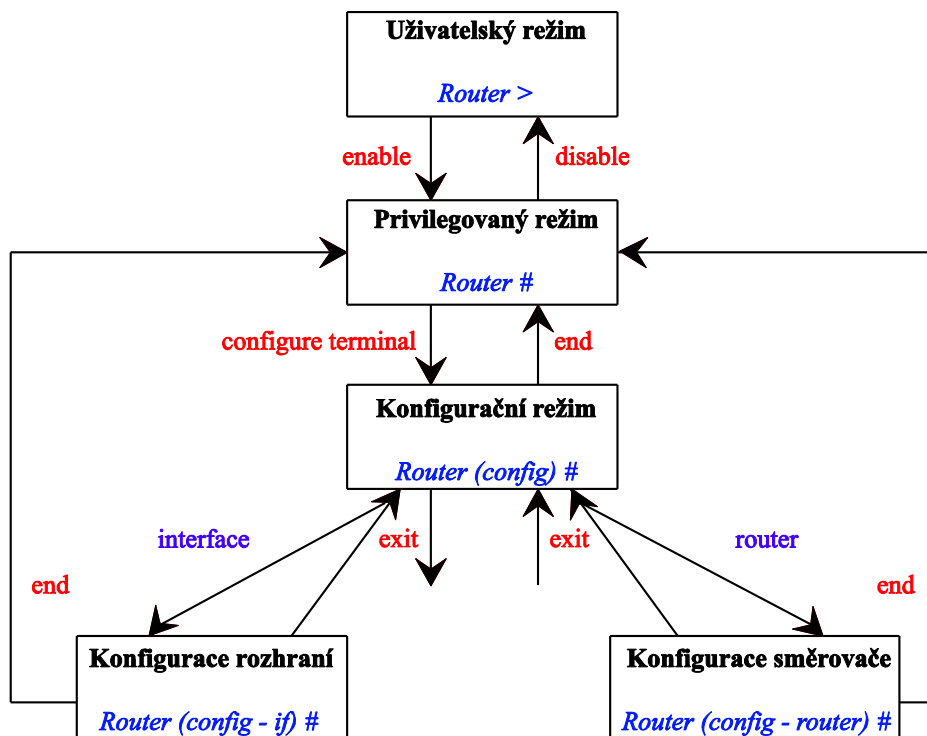 Uživatelský režim
Router >
enable
disable
Privilegovaný režim
Router #
configure terminal
end
Konfigurační režim
Router (config) #
interface
exit
exit
router
end
end
Konfigurace rozhraní
Router (config - if) #
Konfigurace směrovače
Router (config - router) #